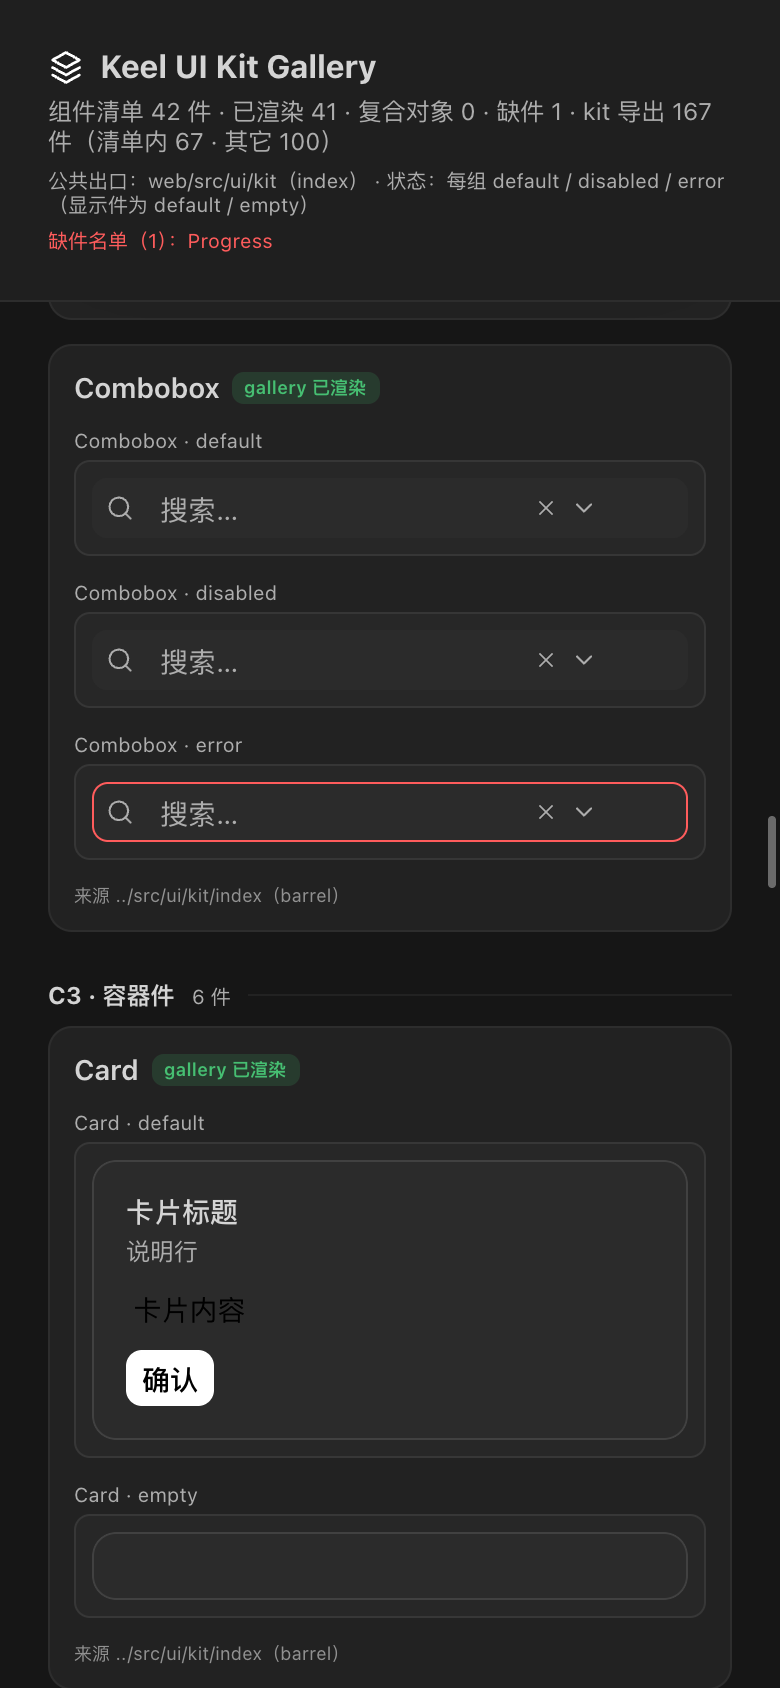 Keel UI Kit Gallery
组件清单 42 件 · 已渲染 41 · 复合对象 0 · 缺件 1 · kit 导出 167
件（清单内 67 · 其它 100）
公共出口：web/src/ui/kit（index） · 状态：每组 default / disabled / error
（显示件为 default / empty）
缺件名单（1）：Progress
Combobox gallery 已渲染
Combobox · default
搜索...
Combobox · disabled
搜索...
Combobox · error
搜索...
来源 ../src/ui/kit/index（barrel）
C3 · 容器件 6 件
Card gallery 已渲染
Card · default
卡片标题
说明行
卡片内容
确认
Card · empty
来源 ../src/ui/kit/index（barrel）